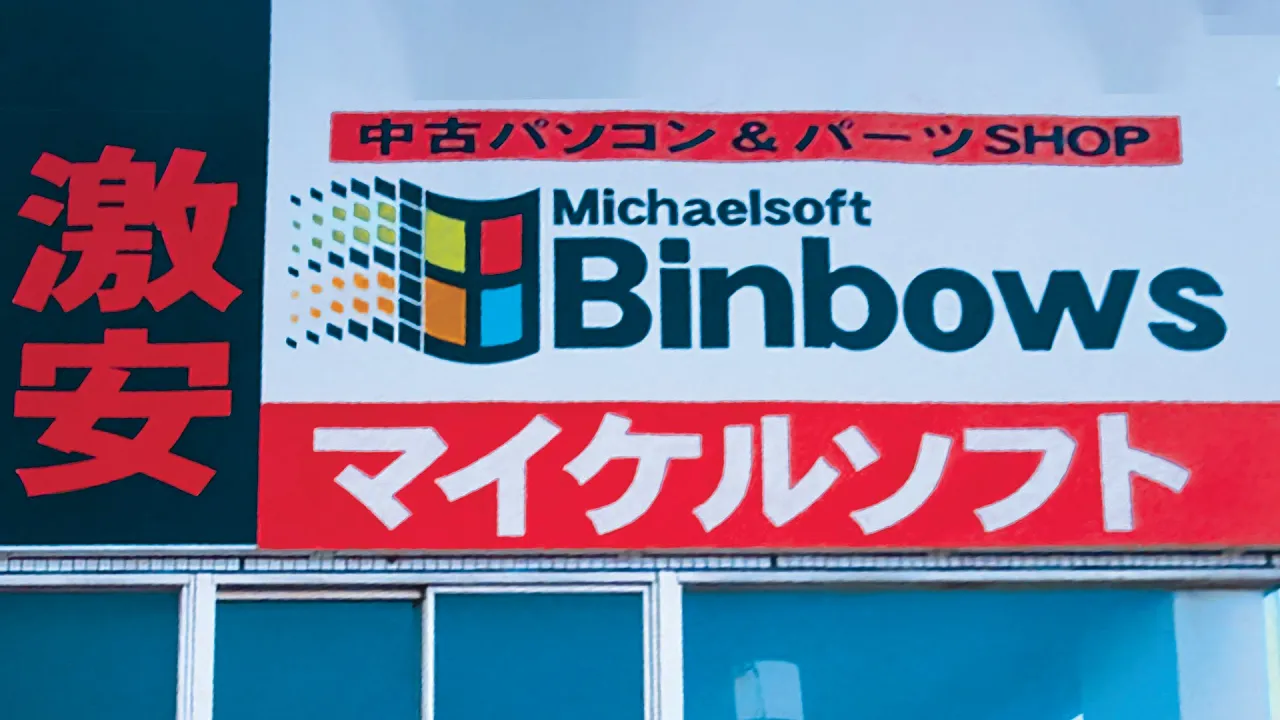 激安
中古パソコン & パーツSHOP
Michaelsoft
Binbows
マイケルソフト